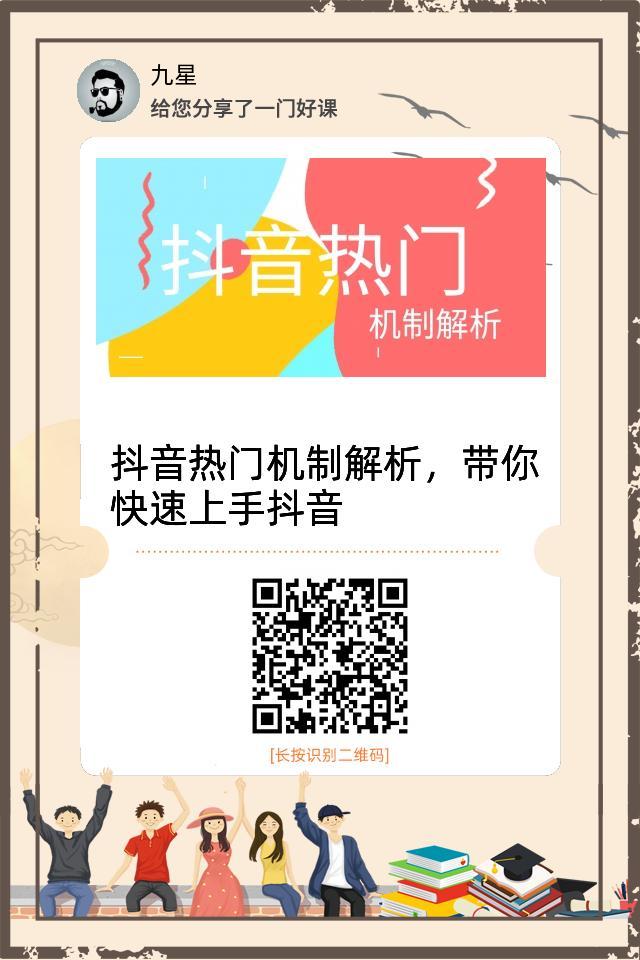 九星
给您分享了一门好课
抖音热门
机制解析
抖音热门机制解析，带你
快速上手抖音
[长按识别二维码]